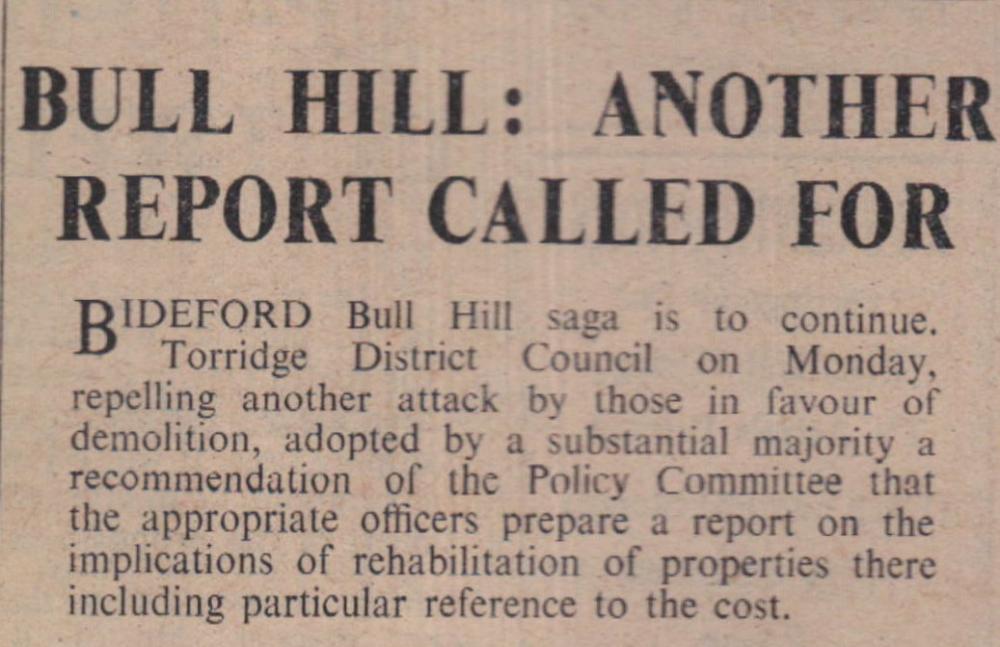 BULL HILL: ANOTHER
REPORT CALLED FOR
BIDEFORD Bull Hill saga is to continue.
Torridge District Council on Monday,
repelling another attack by those in favour of
demolition, adopted by a substantial majority a
recommendation of the Policy Committee that
the appropriate officers prepare a report on the
implications of rehabilitation of properties there
including particular reference to the cost.